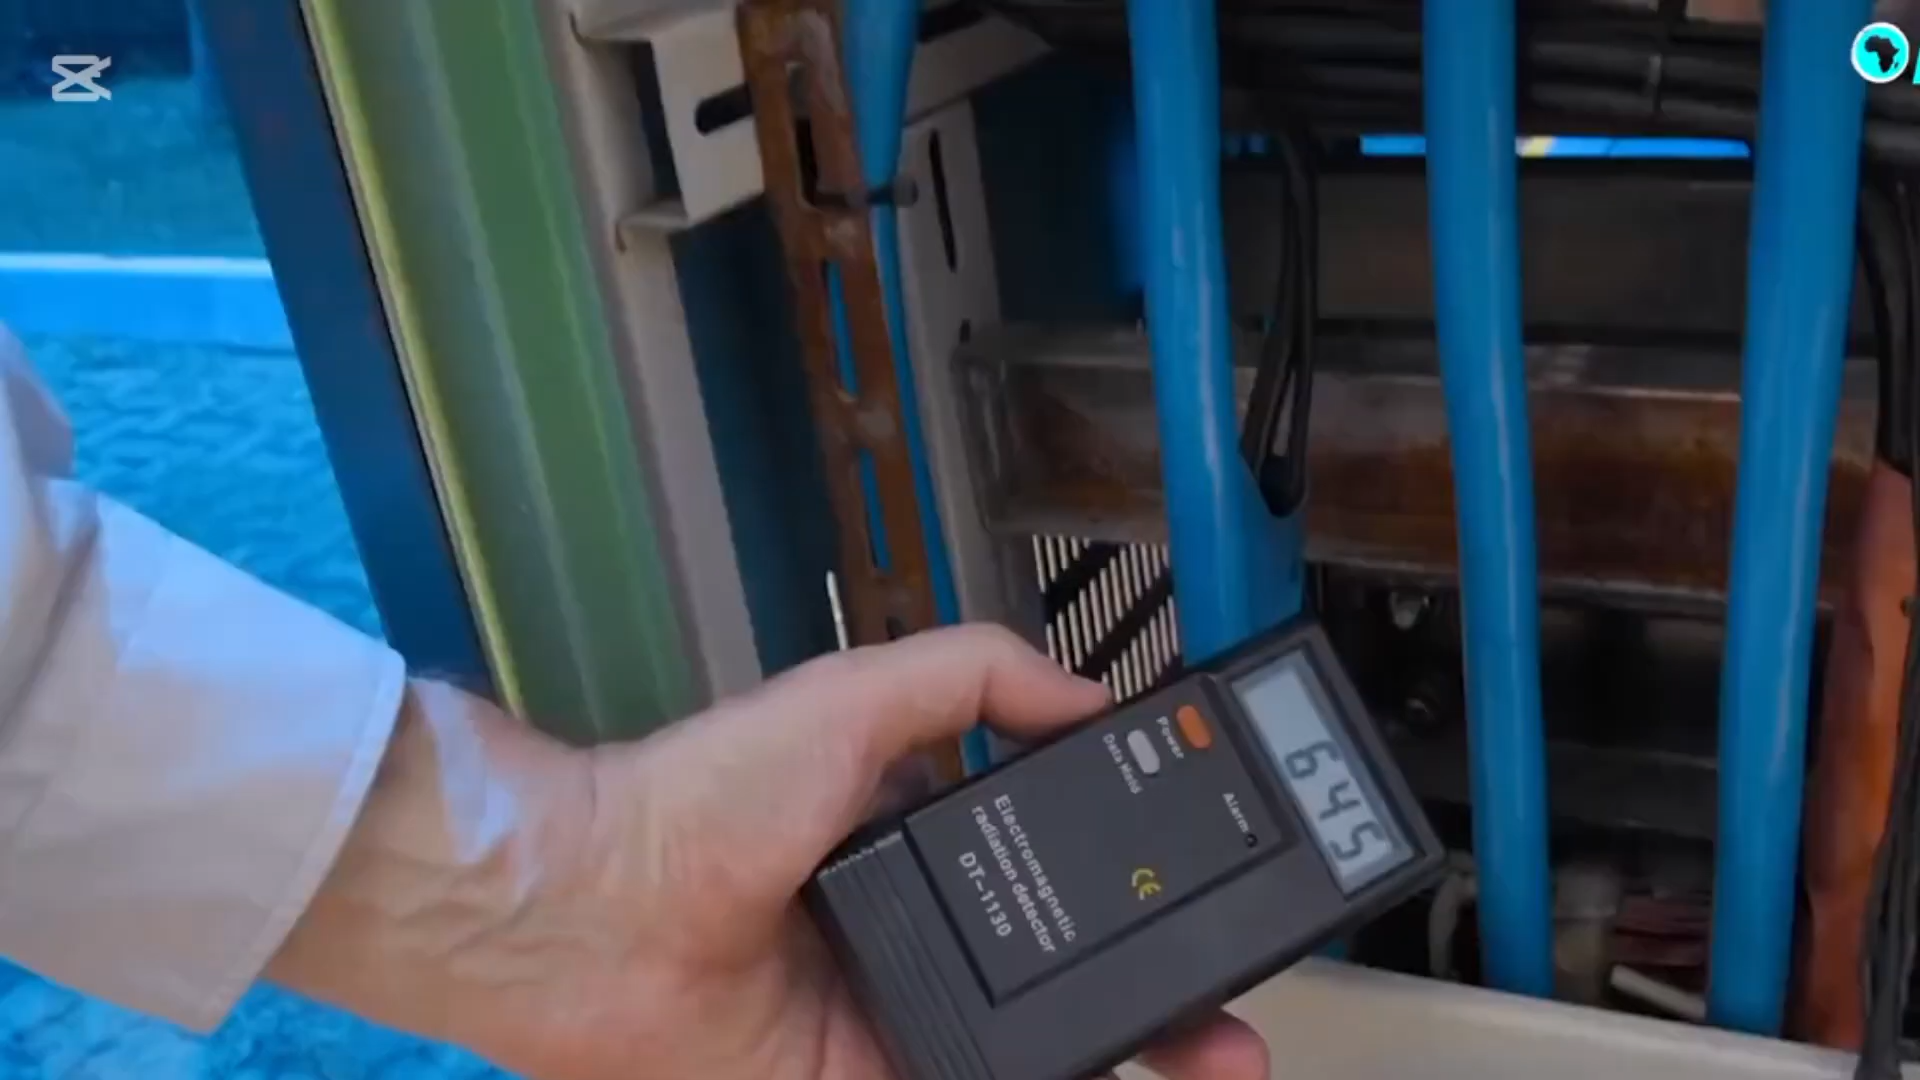 645
Power
Data Hold
Alarm
Electromagnetic
radiation detector
DT-1130
CE